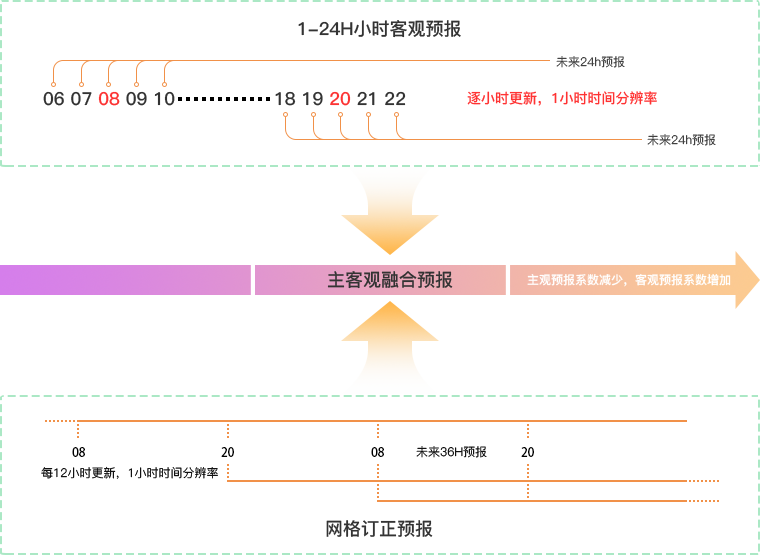 1-24H小时客观预报
未来24h预报
06 07 08 09 10 18 19 20 21 22
逐小时更新，1小时时间分辨率
未来24h预报
主客观融合预报
主观预报系数减少，客观预报系数增加
08 20 08 未来36H预报 20
每12小时更新，1小时时间分辨率
网格订正预报